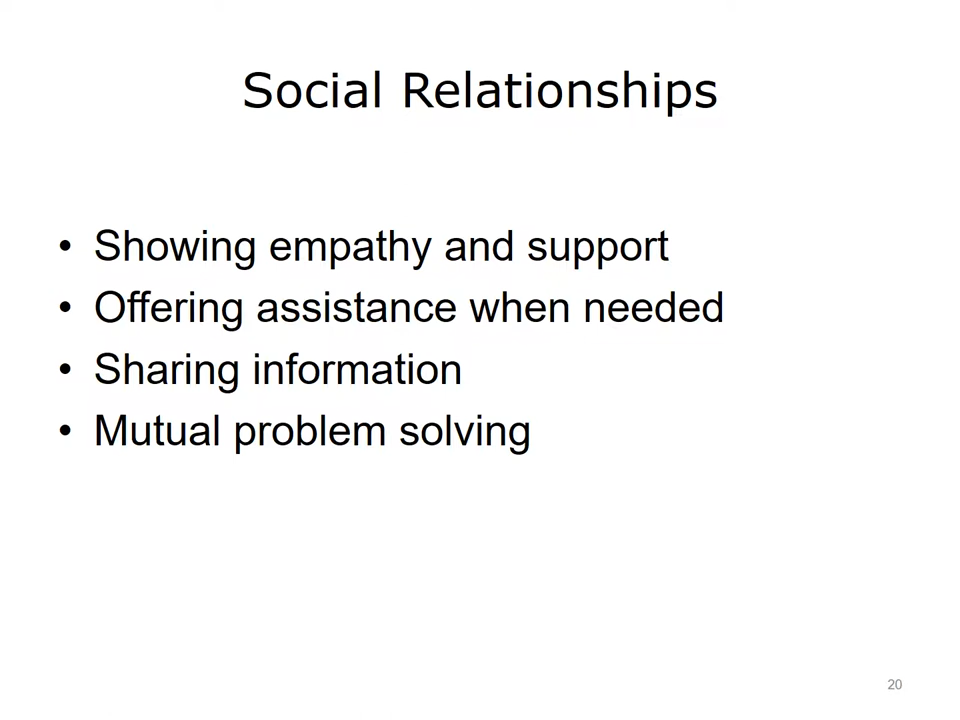 Social Relationships
• Showing empathy and support
• Offering assistance when needed
• Sharing information
• Mutual problem solving
20